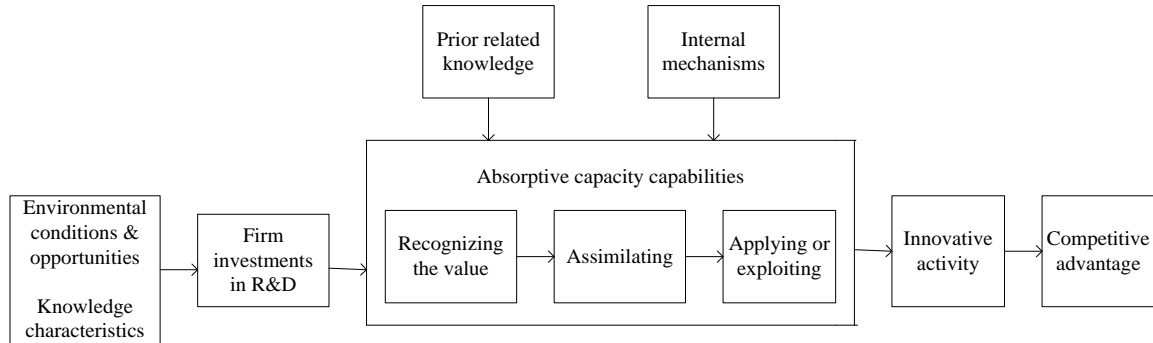 Prior related
knowledge
Internal
mechanisms
Absorptive capacity capabilities
Environmental
conditions &
opportunities
Knowledge
characteristics
Firm
investments
in R&D
Recognizing
the value
Assimilating
Applying or
exploiting
Innovative
activity
Competitive
advantage